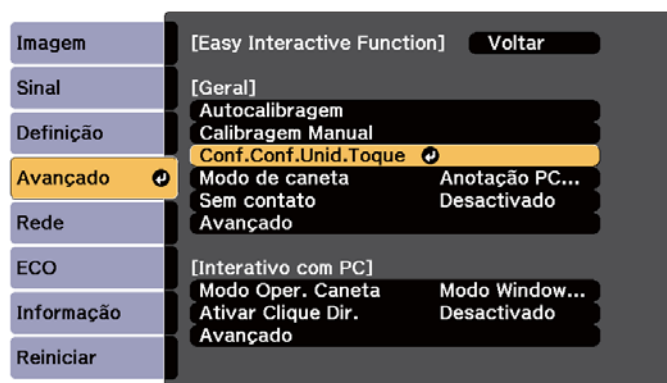 Imagem
Sinal
Definição
Avançado
Rede
ECO
Informação
Reiniciar
[Easy Interactive Function] Voltar
[Geral]
Autocalibragem
Calibragem Manual
Conf.Conf.Unid.Toque
Modo de caneta Anotação PC...
Sem contato Desactivado
Avançado
[Interativo com PC]
Modo Oper. Caneta Modo Window...
Ativar Clique Dir. Desactivado
Avançado